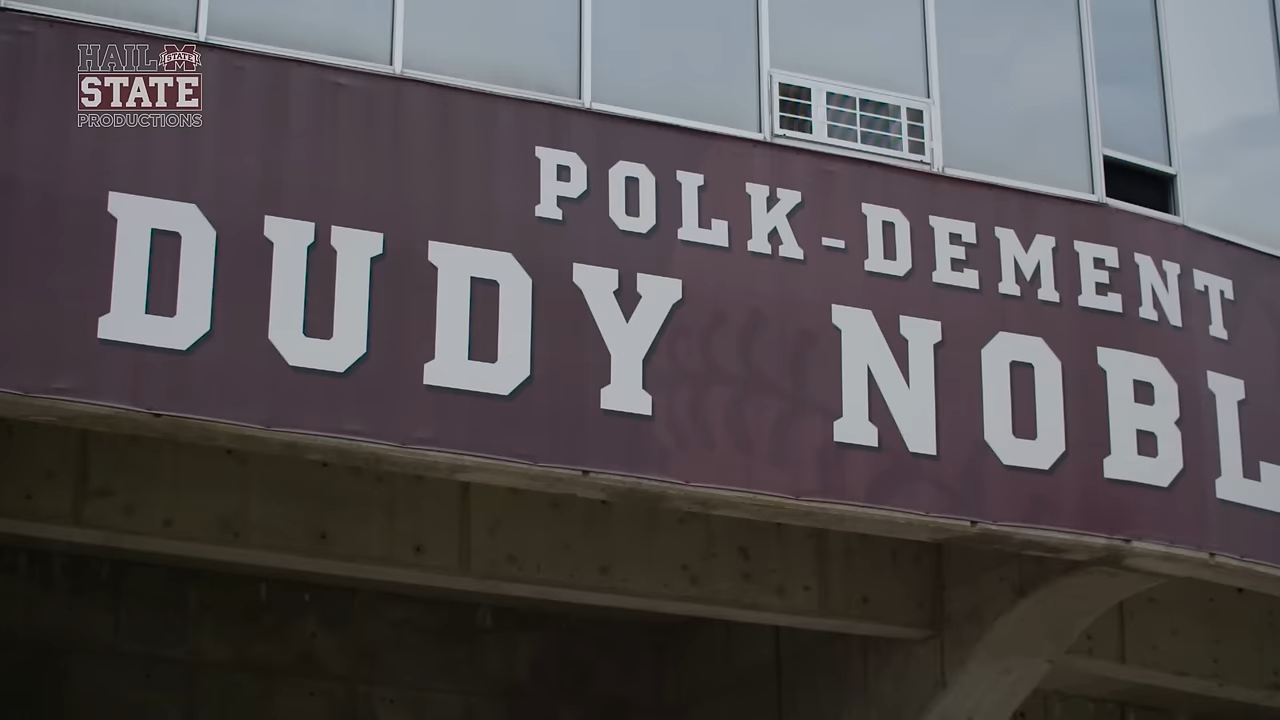 HAIL STATE
STATE
PRODUCTIONS
POLK-DEMENT
DUDY NOBL